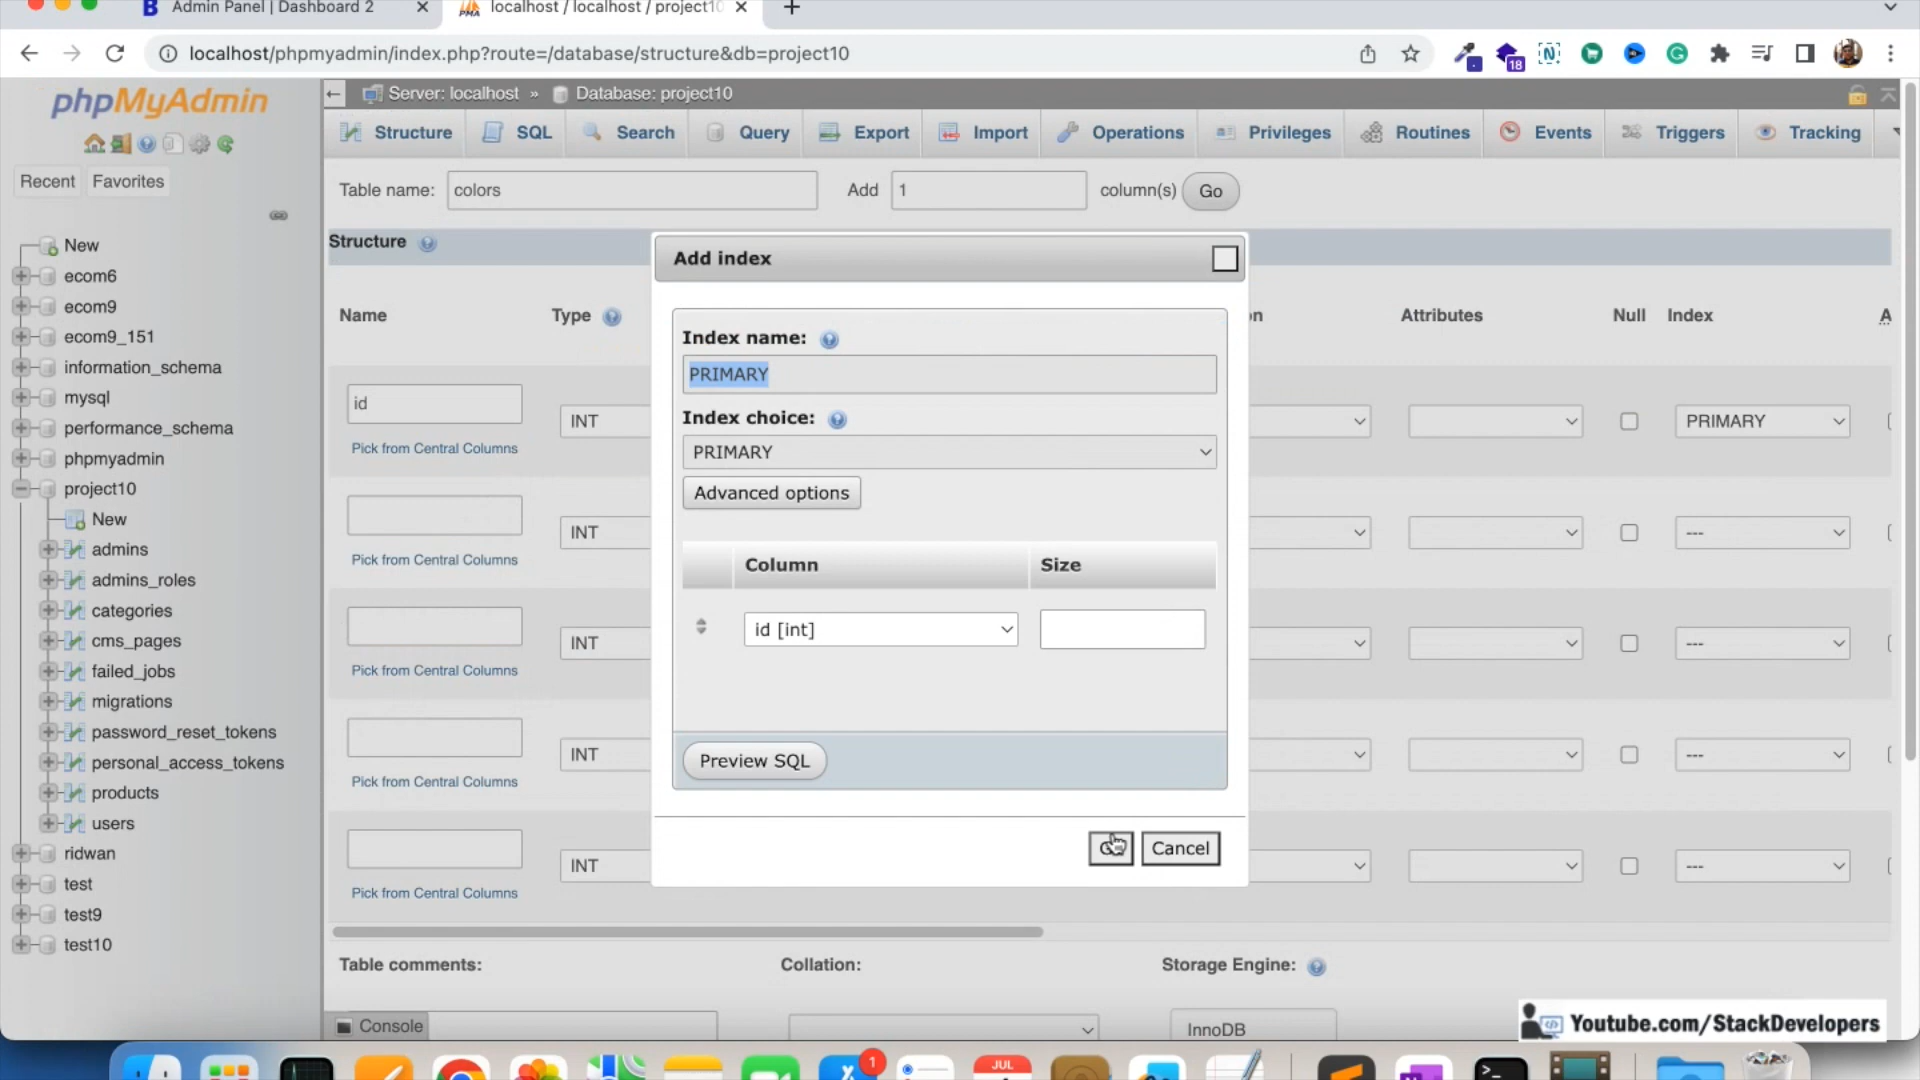 Admin Panel | Dashboard 2
localhost / localhost / project10
localhost/phpmyadmin/index.php?route=/database/structure&db=project10
18
phpMyAdmin
Recent
Favorites
New
ecom6
ecom9
ecom9_151
information_schema
mysql
performance_schema
phpmyadmin
project10
New
admins
admins_roles
categories
cms_pages
failed_jobs
migrations
password_reset_tokens
personal_access_tokens
products
users
ridwan
test
test9
test10
Server: localhost » Database: project10
Structure
SQL
Search
Query
Export
Import
Operations
Privileges
Routines
Events
Triggers
Tracking
Table name: colors Add 1 column(s) Go
Structure
Name Type Attributes Null Index A
id INT PRIMARY
Pick from Central Columns
INT ---
Pick from Central Columns
INT ---
Pick from Central Columns
INT ---
Pick from Central Columns
INT ---
Pick from Central Columns
Add index
Index name:
PRIMARY
Index choice:
PRIMARY
Advanced options
Column Size
id [int]
Preview SQL
Cancel
Table comments: Collation: Storage Engine:
InnoDB
Console
Youtube.com/StackDevelopers
1
JUL